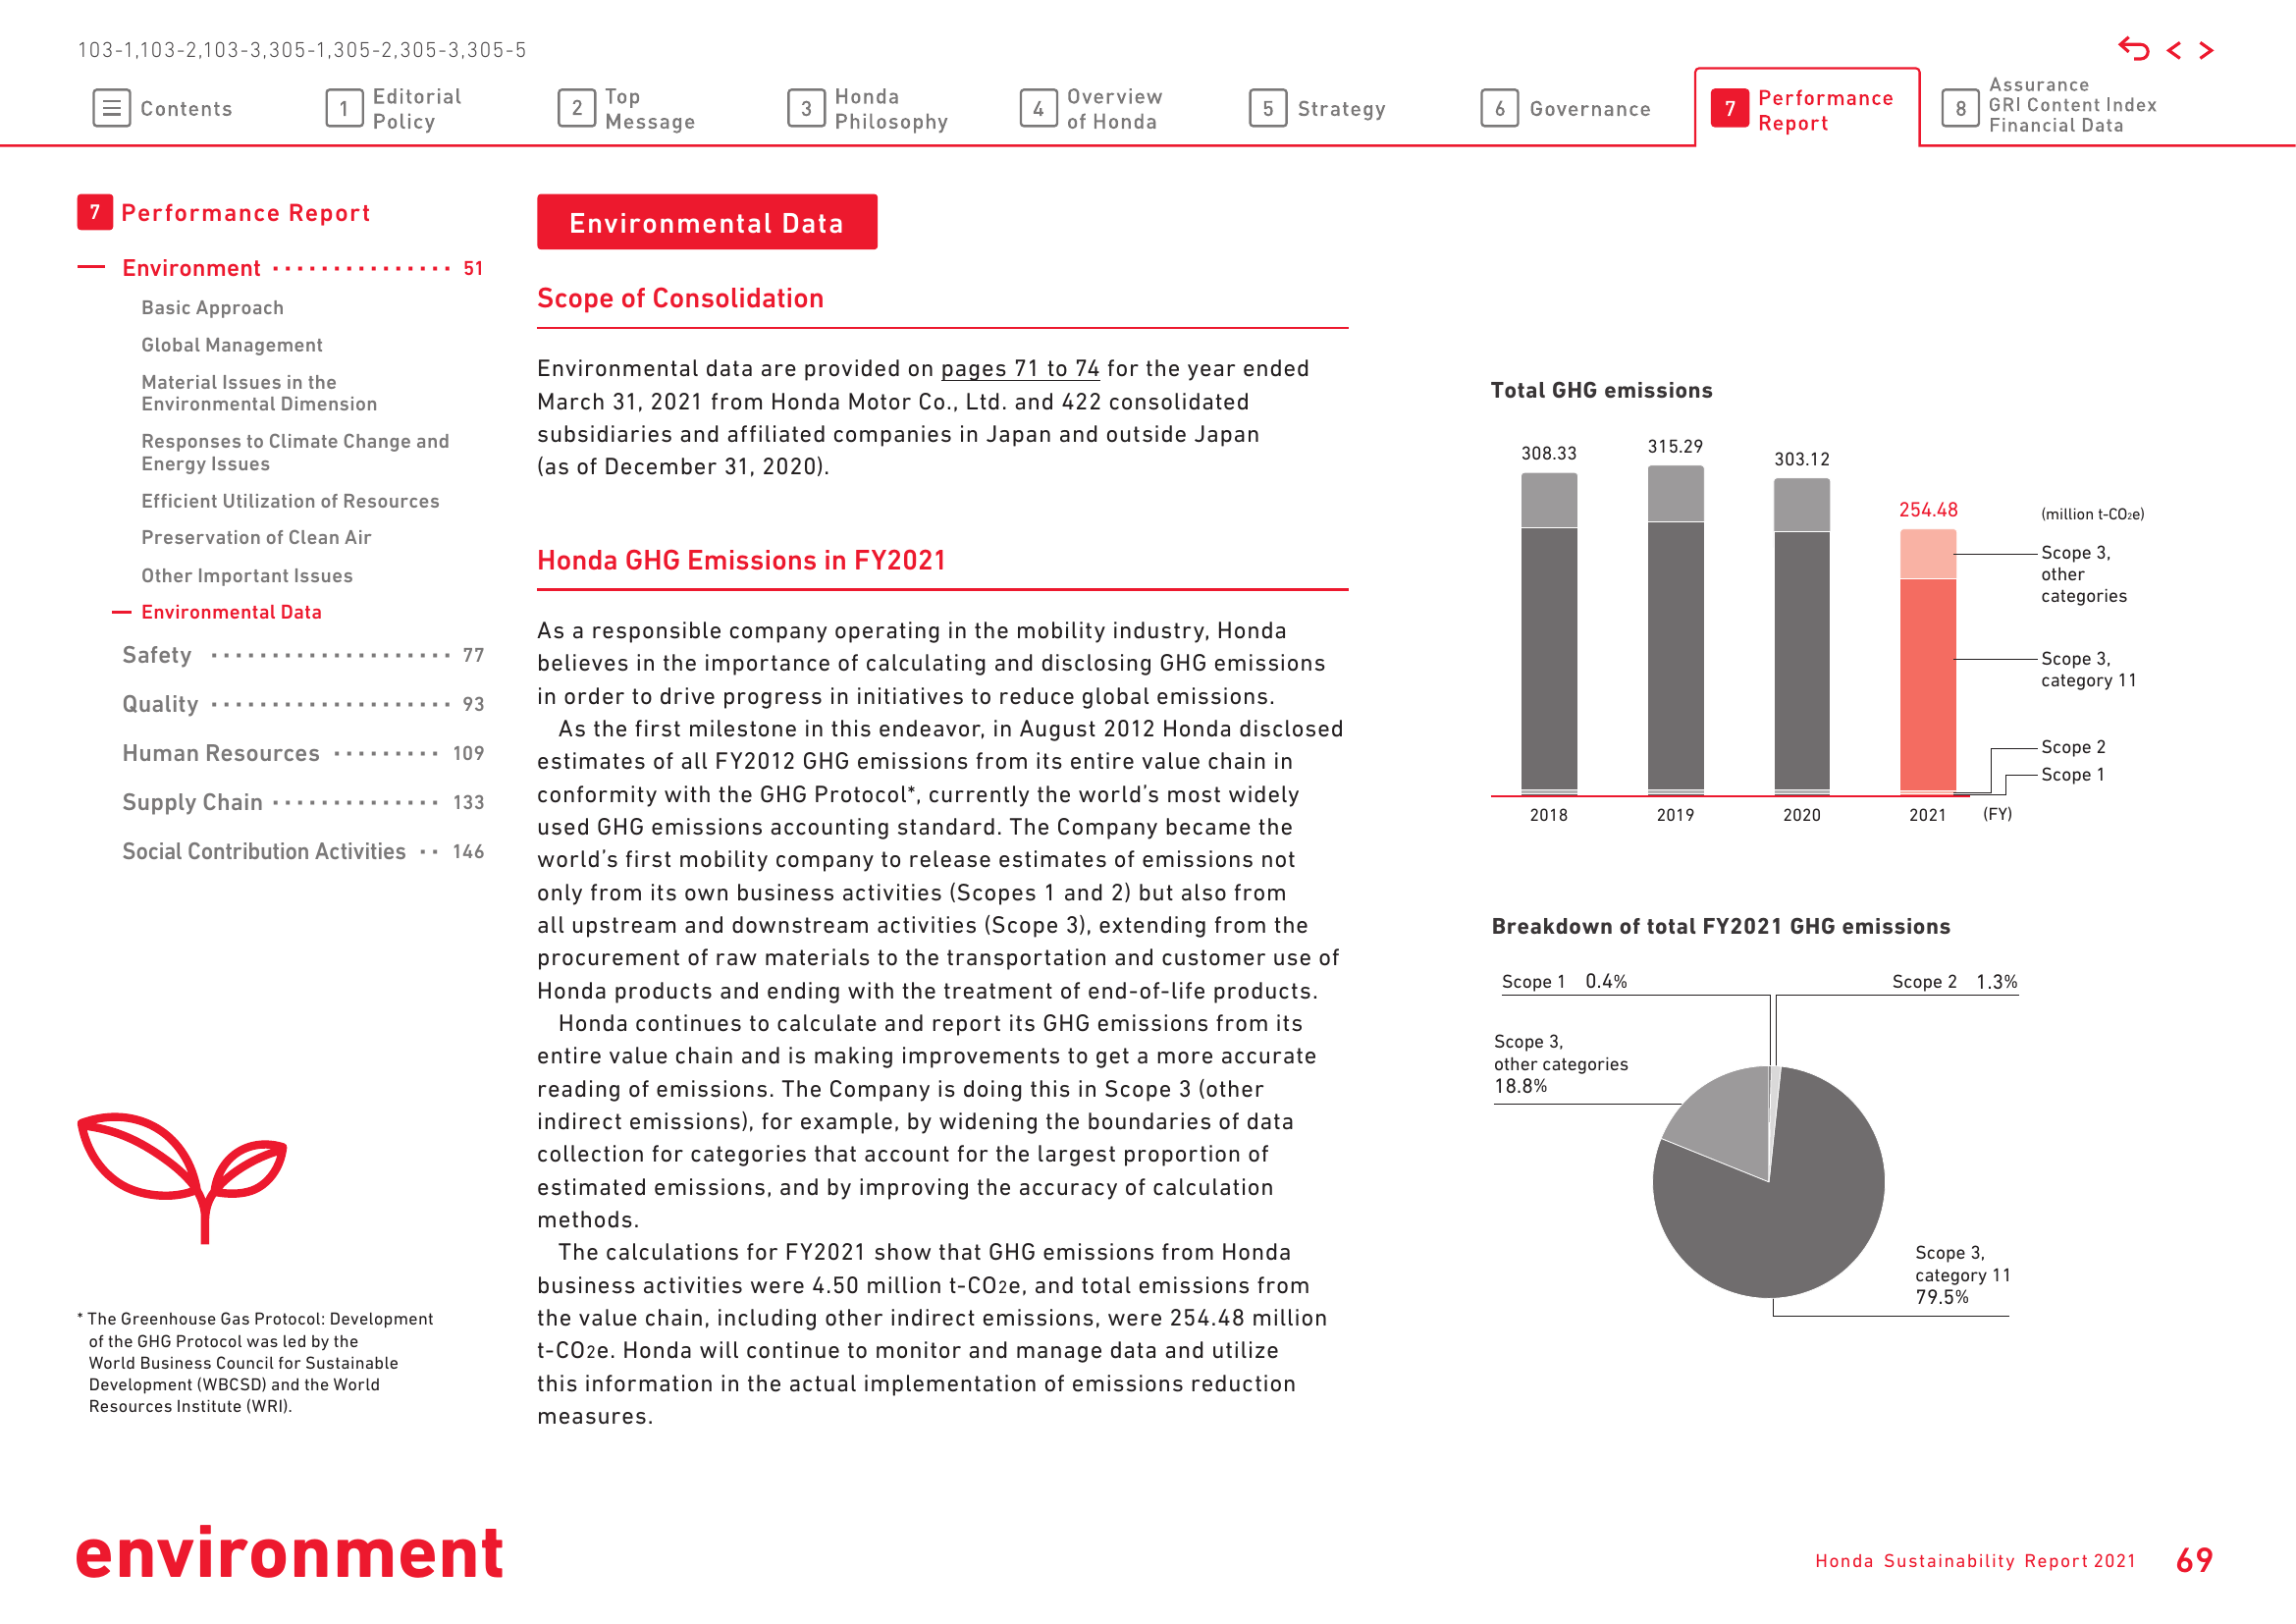 103-1,103-2,103-3,305-1,305-2,305-3,305-5
Contents
1 Editorial
Policy
2 Top
Message
3 Honda
Philosophy
4 Overview
of Honda
5 Strategy
6 Governance
7 Performance
Report
8 Assurance
GRI Content Index
Financial Data
7 Performance Report
Environment 51
Basic Approach
Global Management
Material Issues in the
Environmental Dimension
Responses to Climate Change and
Energy Issues
Efficient Utilization of Resources
Preservation of Clean Air
Other Important Issues
Environmental Data
Safety 77
Quality 93
Human Resources 109
Supply Chain 133
Social Contribution Activities 146
* The Greenhouse Gas Protocol: Development
of the GHG Protocol was led by the
World Business Council for Sustainable
Development (WBCSD) and the World
Resources Institute (WRI).
Environmental Data
Scope of Consolidation
Environmental data are provided on pages 71 to 74 for the year ended
March 31, 2021 from Honda Motor Co., Ltd. and 422 consolidated
subsidiaries and affiliated companies in Japan and outside Japan
(as of December 31, 2020).
Honda GHG Emissions in FY2021
As a responsible company operating in the mobility industry, Honda
believes in the importance of calculating and disclosing GHG emissions
in order to drive progress in initiatives to reduce global emissions.
As the first milestone in this endeavor, in August 2012 Honda disclosed
estimates of all FY2012 GHG emissions from its entire value chain in
conformity with the GHG Protocol*, currently the world’s most widely
used GHG emissions accounting standard. The Company became the
world’s first mobility company to release estimates of emissions not
only from its own business activities (Scopes 1 and 2) but also from
all upstream and downstream activities (Scope 3), extending from the
procurement of raw materials to the transportation and customer use of
Honda products and ending with the treatment of end-of-life products.
Honda continues to calculate and report its GHG emissions from its
entire value chain and is making improvements to get a more accurate
reading of emissions. The Company is doing this in Scope 3 (other
indirect emissions), for example, by widening the boundaries of data
collection for categories that account for the largest proportion of
estimated emissions, and by improving the accuracy of calculation
methods.
The calculations for FY2021 show that GHG emissions from Honda
business activities were 4.50 million t-CO2e, and total emissions from
the value chain, including other indirect emissions, were 254.48 million
t-CO2e. Honda will continue to monitor and manage data and utilize
this information in the actual implementation of emissions reduction
measures.
Total GHG emissions
308.33
315.29
303.12
254.48
(million t-CO2e)
Scope 3,
other
categories
Scope 3,
category 11
Scope 2
Scope 1
2018 2019 2020 2021 (FY)
Breakdown of total FY2021 GHG emissions
Scope 1 0.4%
Scope 2 1.3%
Scope 3,
other categories
18.8%
Scope 3,
category 11
79.5%
environment
Honda Sustainability Report 2021 69